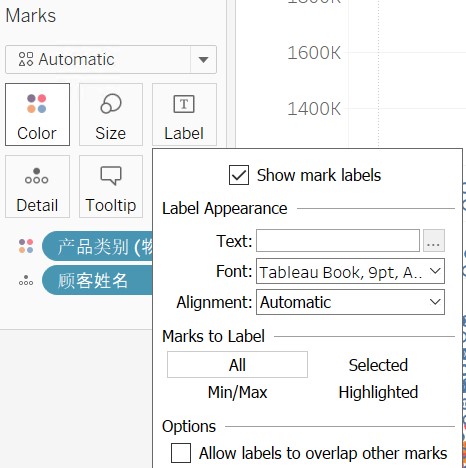 Marks
Automatic
1600K
1400K
Color
Size
Label
Detail
Tooltip
产品类别 (物
顾客姓名
Show mark labels
Label Appearance
Text:
...
Font: Tableau Book, 9pt, A..
Alignment: Automatic
Marks to Label
All
Selected
Min/Max
Highlighted
Options
Allow labels to overlap other marks